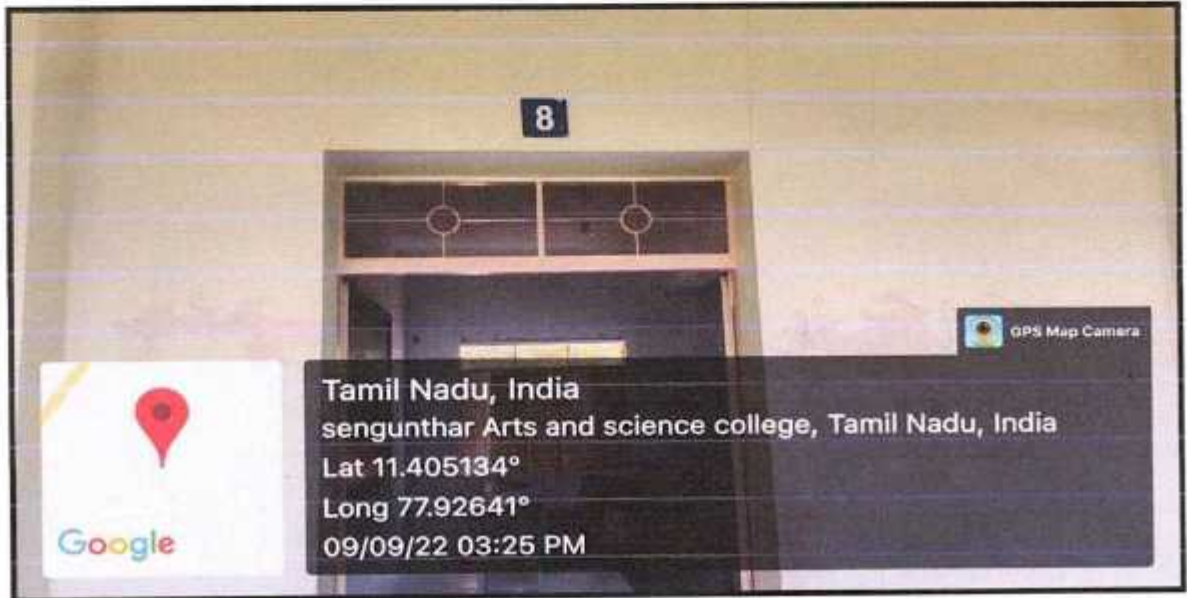 8
GPS Map Camera
Tamil Nadu, India
sengunthar Arts and science college, Tamil Nadu, India
Lat 11.405134°
Long 77.92641°
09/09/22 03:25 PM
Google